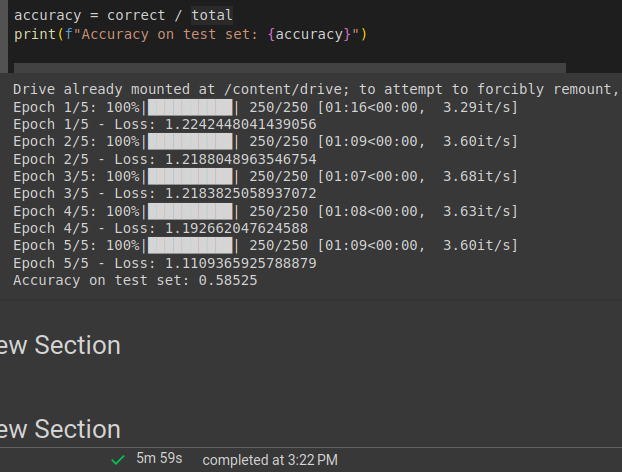 accuracy = correct / total
print(f"Accuracy on test set: {accuracy}")
Drive already mounted at /content/drive; to attempt to forcibly remount,
Epoch 1/5: 100%|██████████| 250/250 [01:16<00:00, 3.29it/s]
Epoch 1/5 - Loss: 1.2242448041439056
Epoch 2/5: 100%|██████████| 250/250 [01:09<00:00, 3.60it/s]
Epoch 2/5 - Loss: 1.2188048963546754
Epoch 3/5: 100%|██████████| 250/250 [01:07<00:00, 3.68it/s]
Epoch 3/5 - Loss: 1.2183825058937072
Epoch 4/5: 100%|██████████| 250/250 [01:08<00:00, 3.63it/s]
Epoch 4/5 - Loss: 1.192662047624588
Epoch 5/5: 100%|██████████| 250/250 [01:09<00:00, 3.60it/s]
Epoch 5/5 - Loss: 1.1109365925788879
Accuracy on test set: 0.58525
ew Section
ew Section
5m 59s completed at 3:22 PM